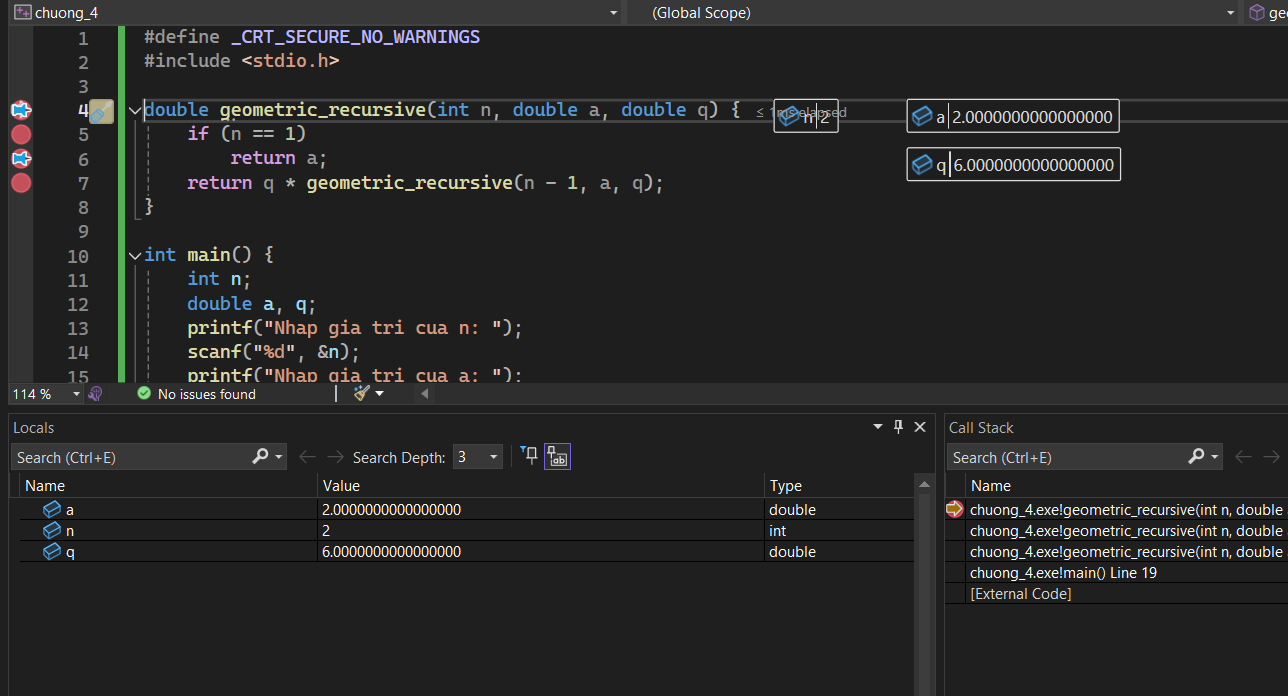 chuong_4 (Global Scope) geo
1 #define _CRT_SECURE_NO_WARNINGS
2 #include <stdio.h>
3
4 double geometric_recursive(int n, double a, double q) { ≤ 1ms elapsed n 2 a 2.0000000000000000
5 if (n == 1)
6 return a; q 6.0000000000000000
7 return q * geometric_recursive(n - 1, a, q);
8 }
9
10 int main() {
11 int n;
12 double a, q;
13 printf("Nhap gia tri cua n: ");
14 scanf("%d", &n);
15 printf("Nhap gia tri cua a: ");
114 % No issues found
Locals
Search (Ctrl+E) Search Depth: 3
Name Value Type
a 2.0000000000000000 double
n 2 int
q 6.0000000000000000 double
Call Stack
Search (Ctrl+E)
Name
chuong_4.exe!geometric_recursive(int n, double
chuong_4.exe!geometric_recursive(int n, double
chuong_4.exe!geometric_recursive(int n, double
chuong_4.exe!main() Line 19
[External Code]